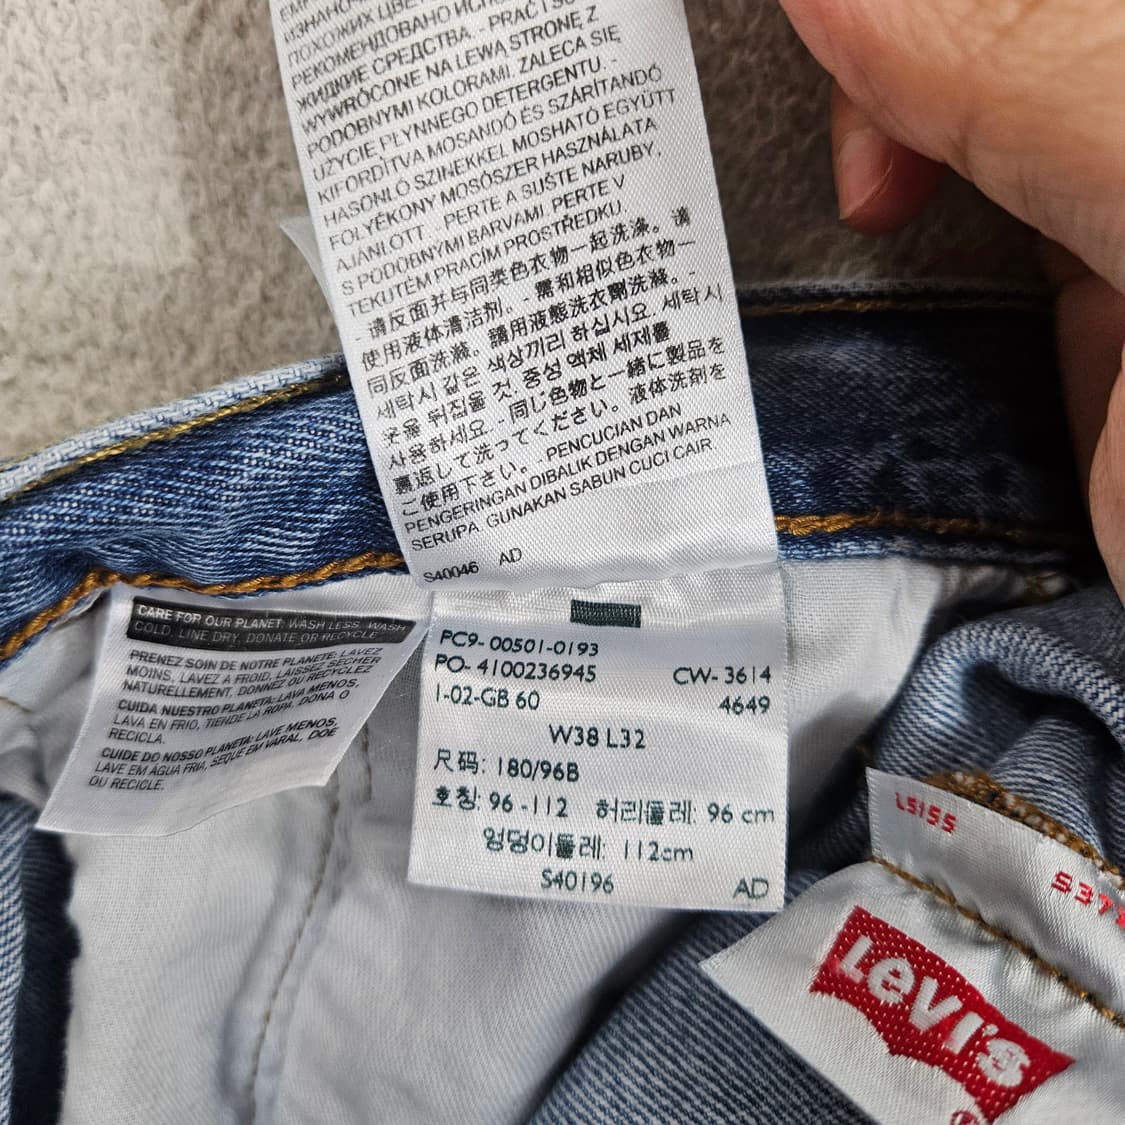 ПОХОЖИХ ЦВЕТ
РЕКОМЕНДОВАНО ИСПО
ЖИДКИЕ СРЕДСТВА. - PRAĆ I SU
WYWRÓCONE NA LEWĄ STRONĘ Z
PODOBNYMI KOLORAMI. ZALECA SIĘ
UŻYCIE PŁYNNEGO DETERGENTU. -
KIFORDÍTVA MOSANDÓ ÉS SZÁRÍTANDÓ
HASONLÓ SZINEKKEL MOSHATÓ EGYÜTT
FOLYÉKONY MOSÓSZER HASZNÁLATA
AJÁNLOTT - PERTE A SUŠTE NARUBY,
S PODOBNÝMI BARVAMI. PERTE V
TEKUTÉM PRACÍM PROSTŘEDKU
- 请反面并与同类色衣物一起洗涤。请
使用液体清洁剂。- 需和相似色衣物一
同反面洗滌。請用液態洗衣劑洗滌。-
세탁시 같은 색상끼리 하십시요. 세탁시
옷을 뒤집을 것. 중성 액체 세제를
사용하세요. - 同じ色物と一緒に製品を
裏返して洗ってください。液体洗剤を
ご使用下さい。 PENCUCIAN DAN
PENGERINGAN DIBALIK DENGAN WARNA
SERUPA. GUNAKAN SABUN CUCI CAIR.
S40046 AD
CARE FOR OUR PLANET: WASH LESS, WASH
COLD, LINE DRY, DONATE OR RECYCLE
PRENEZ SOIN DE NOTRE PLANETE: LAVEZ
MOINS, LAVEZ A FROID, LAISSEZ SECHER
NATURELLEMENT, DONNEZ OU RECYCLEZ
CUIDA NUESTRO PLANETA: LAVA MENOS,
LAVA EN FRIO, TIENDE LA ROPA, DONA O
RECICLA.
CUIDE DO NOSSO PLANETA: LAVE MENOS,
LAVE EM ÁGUA FRIA, SEQUE EM VARAL, DOE
OU RECICLE.
PC9- 00501-0193
PO- 4100236945 CW- 3614
1-02-GB 60 4649
W38 L32
尺码: 180/96B
호칭: 96 -112 허리둘레: 96 cm
엉덩이둘레: 112cm
S40196 AD
L5155
S37
Levi's